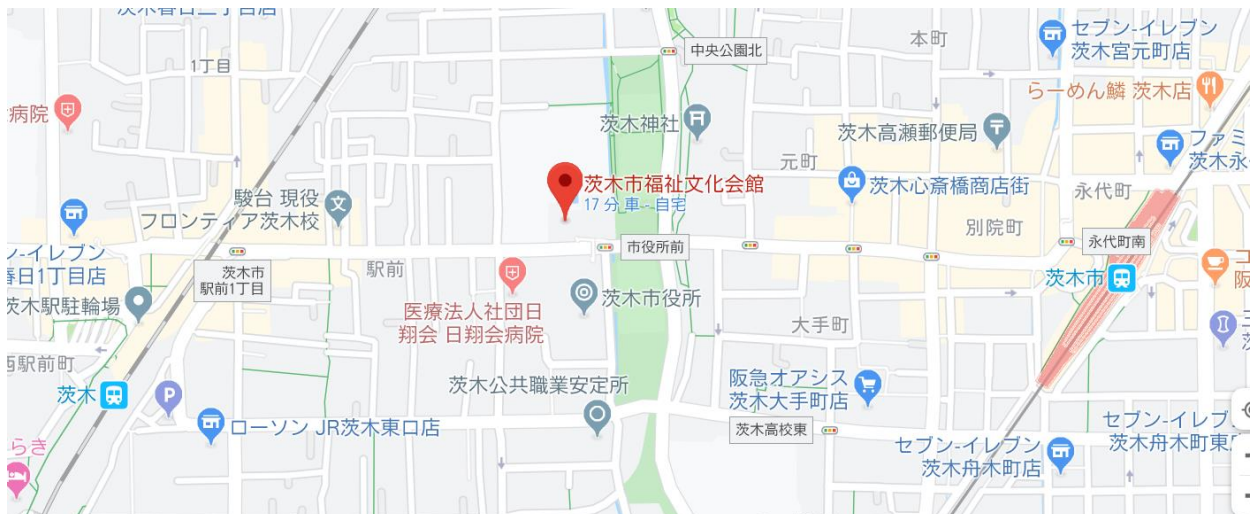 茨木春日三丁目店
セブン-イレブン
茨木宮元町店
本町
中央公園北
1丁目
らーめん鱗 茨木店
病院
茨木神社
茨木高瀬郵便局
ファミ
茨木永
元町
茨木市福祉文化会館
17 分 車 - 自宅
茨木心斎橋商店街
永代町
駿台 現役
フロンティア茨木校
別院町
永代町南
市役所前
ン-イレブン
春日1丁目店
駅前
茨木市
駅前1丁目
茨木市
茨木駅駐輪場
医療法人社団日
翔会 日翔会病院
茨木市役所
大手町
西駅前町
茨木
P
茨木公共職業安定所
阪急オアシス
茨木大手町店
ローソン JR茨木東口店
茨木高校東
セブン-イレブ
茨木舟木町東
らき
セブン-イレブン
茨木舟木町店